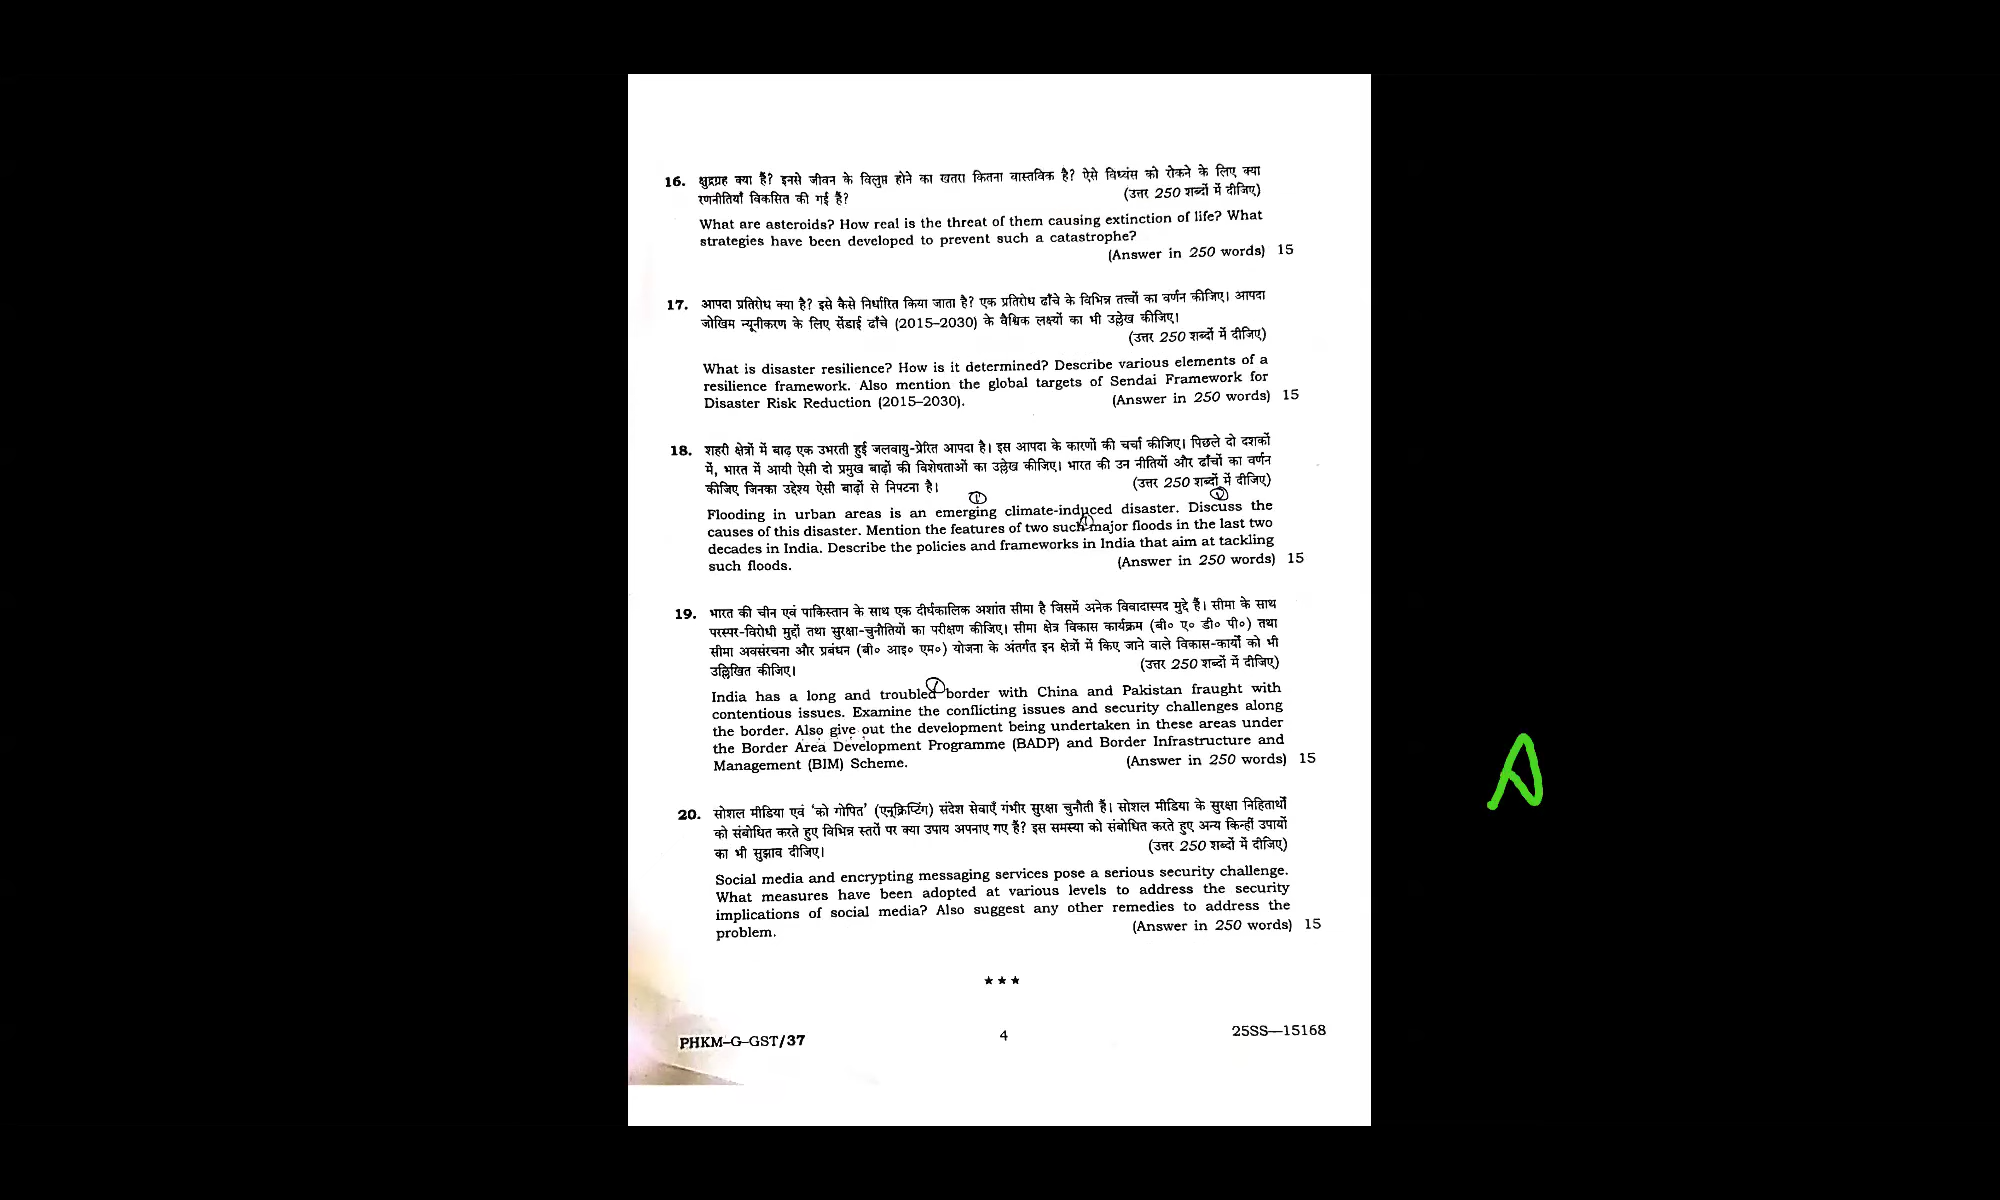 16. क्षुद्रग्रह क्या हैं? इनसे जीवन के विलुप्त होने का खतरा कितना वास्तविक है? ऐसे विध्वंस को रोकने के लिए क्या
रणनीतियाँ विकसित की गई हैं? (उत्तर 250 शब्दों में दीजिए)
What are asteroids? How real is the threat of them causing extinction of life? What
strategies have been developed to prevent such a catastrophe?
(Answer in 250 words) 15
17. आपदा प्रतिरोध क्या है? इसे कैसे निर्धारित किया जाता है? एक प्रतिरोध ढाँचे के विभिन्न तत्त्वों का वर्णन कीजिए। आपदा
जोखिम न्यूनीकरण के लिए सेंडाई ढाँचे (2015–2030) के वैश्विक लक्ष्यों का भी उल्लेख कीजिए।
(उत्तर 250 शब्दों में दीजिए)
What is disaster resilience? How is it determined? Describe various elements of a
resilience framework. Also mention the global targets of Sendai Framework for
Disaster Risk Reduction (2015–2030). (Answer in 250 words) 15
18. शहरी क्षेत्रों में बाढ़ एक उभरती हुई जलवायु-प्रेरित आपदा है। इस आपदा के कारणों की चर्चा कीजिए। पिछले दो दशकों
में, भारत में आयी ऐसी दो प्रमुख बाढ़ों की विशेषताओं का उल्लेख कीजिए। भारत की उन नीतियों और ढाँचों का वर्णन
कीजिए जिनका उद्देश्य ऐसी बाढ़ों से निपटना है। (उत्तर 250 शब्दों में दीजिए)
Flooding in urban areas is an emerging climate-induced disaster. Discuss the
causes of this disaster. Mention the features of two such major floods in the last two
decades in India. Describe the policies and frameworks in India that aim at tackling
such floods. (Answer in 250 words) 15
19. भारत की चीन एवं पाकिस्तान के साथ एक दीर्घकालिक अशांत सीमा है जिसमें अनेक विवादास्पद मुद्दे हैं। सीमा के साथ
परस्पर-विरोधी मुद्दों तथा सुरक्षा-चुनौतियों का परीक्षण कीजिए। सीमा क्षेत्र विकास कार्यक्रम (बी० ए० डी० पी०) तथा
सीमा अवसंरचना और प्रबंधन (बी० आइ० एम०) योजना के अंतर्गत इन क्षेत्रों में किए जाने वाले विकास-कार्यों को भी
उल्लिखित कीजिए। (उत्तर 250 शब्दों में दीजिए)
India has a long and troubled border with China and Pakistan fraught with
contentious issues. Examine the conflicting issues and security challenges along
the border. Also give out the development being undertaken in these areas under
the Border Area Development Programme (BADP) and Border Infrastructure and
Management (BIM) Scheme. (Answer in 250 words) 15
20. सोशल मीडिया एवं ‘को गोपित’ (एन्‌क्रिप्टिंग) संदेश सेवाएँ गंभीर सुरक्षा चुनौती हैं। सोशल मीडिया के सुरक्षा निहितार्थों
को संबोधित करते हुए विभिन्न स्तरों पर क्या उपाय अपनाए गए हैं? इस समस्या को संबोधित करते हुए अन्य किन्हीं उपायों
का भी सुझाव दीजिए। (उत्तर 250 शब्दों में दीजिए)
Social media and encrypting messaging services pose a serious security challenge.
What measures have been adopted at various levels to address the security
implications of social media? Also suggest any other remedies to address the
problem. (Answer in 250 words) 15
★ ★ ★
PHKM–G–GST/37 4 25SS—15168
A